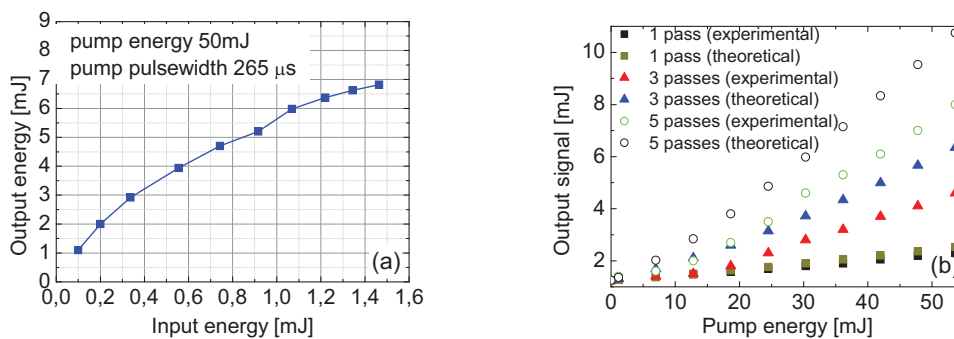 pump energy 50mJ
pump pulsewidth 265 μs
Output energy [mJ]
9
8
7
6
5
4
3
2
1
0
0,0 0,2 0,4 0,6 0,8 1,0 1,2 1,4 1,6
Input energy [mJ]
(a)
1 pass (experimental)
1 pass (theoretical)
3 passes (experimental)
3 passes (theoretical)
5 passes (experimental)
5 passes (theoretical)
Output signal [mJ]
10
8
6
4
2
0 10 20 30 40 50
Pump energy [mJ]
(b)